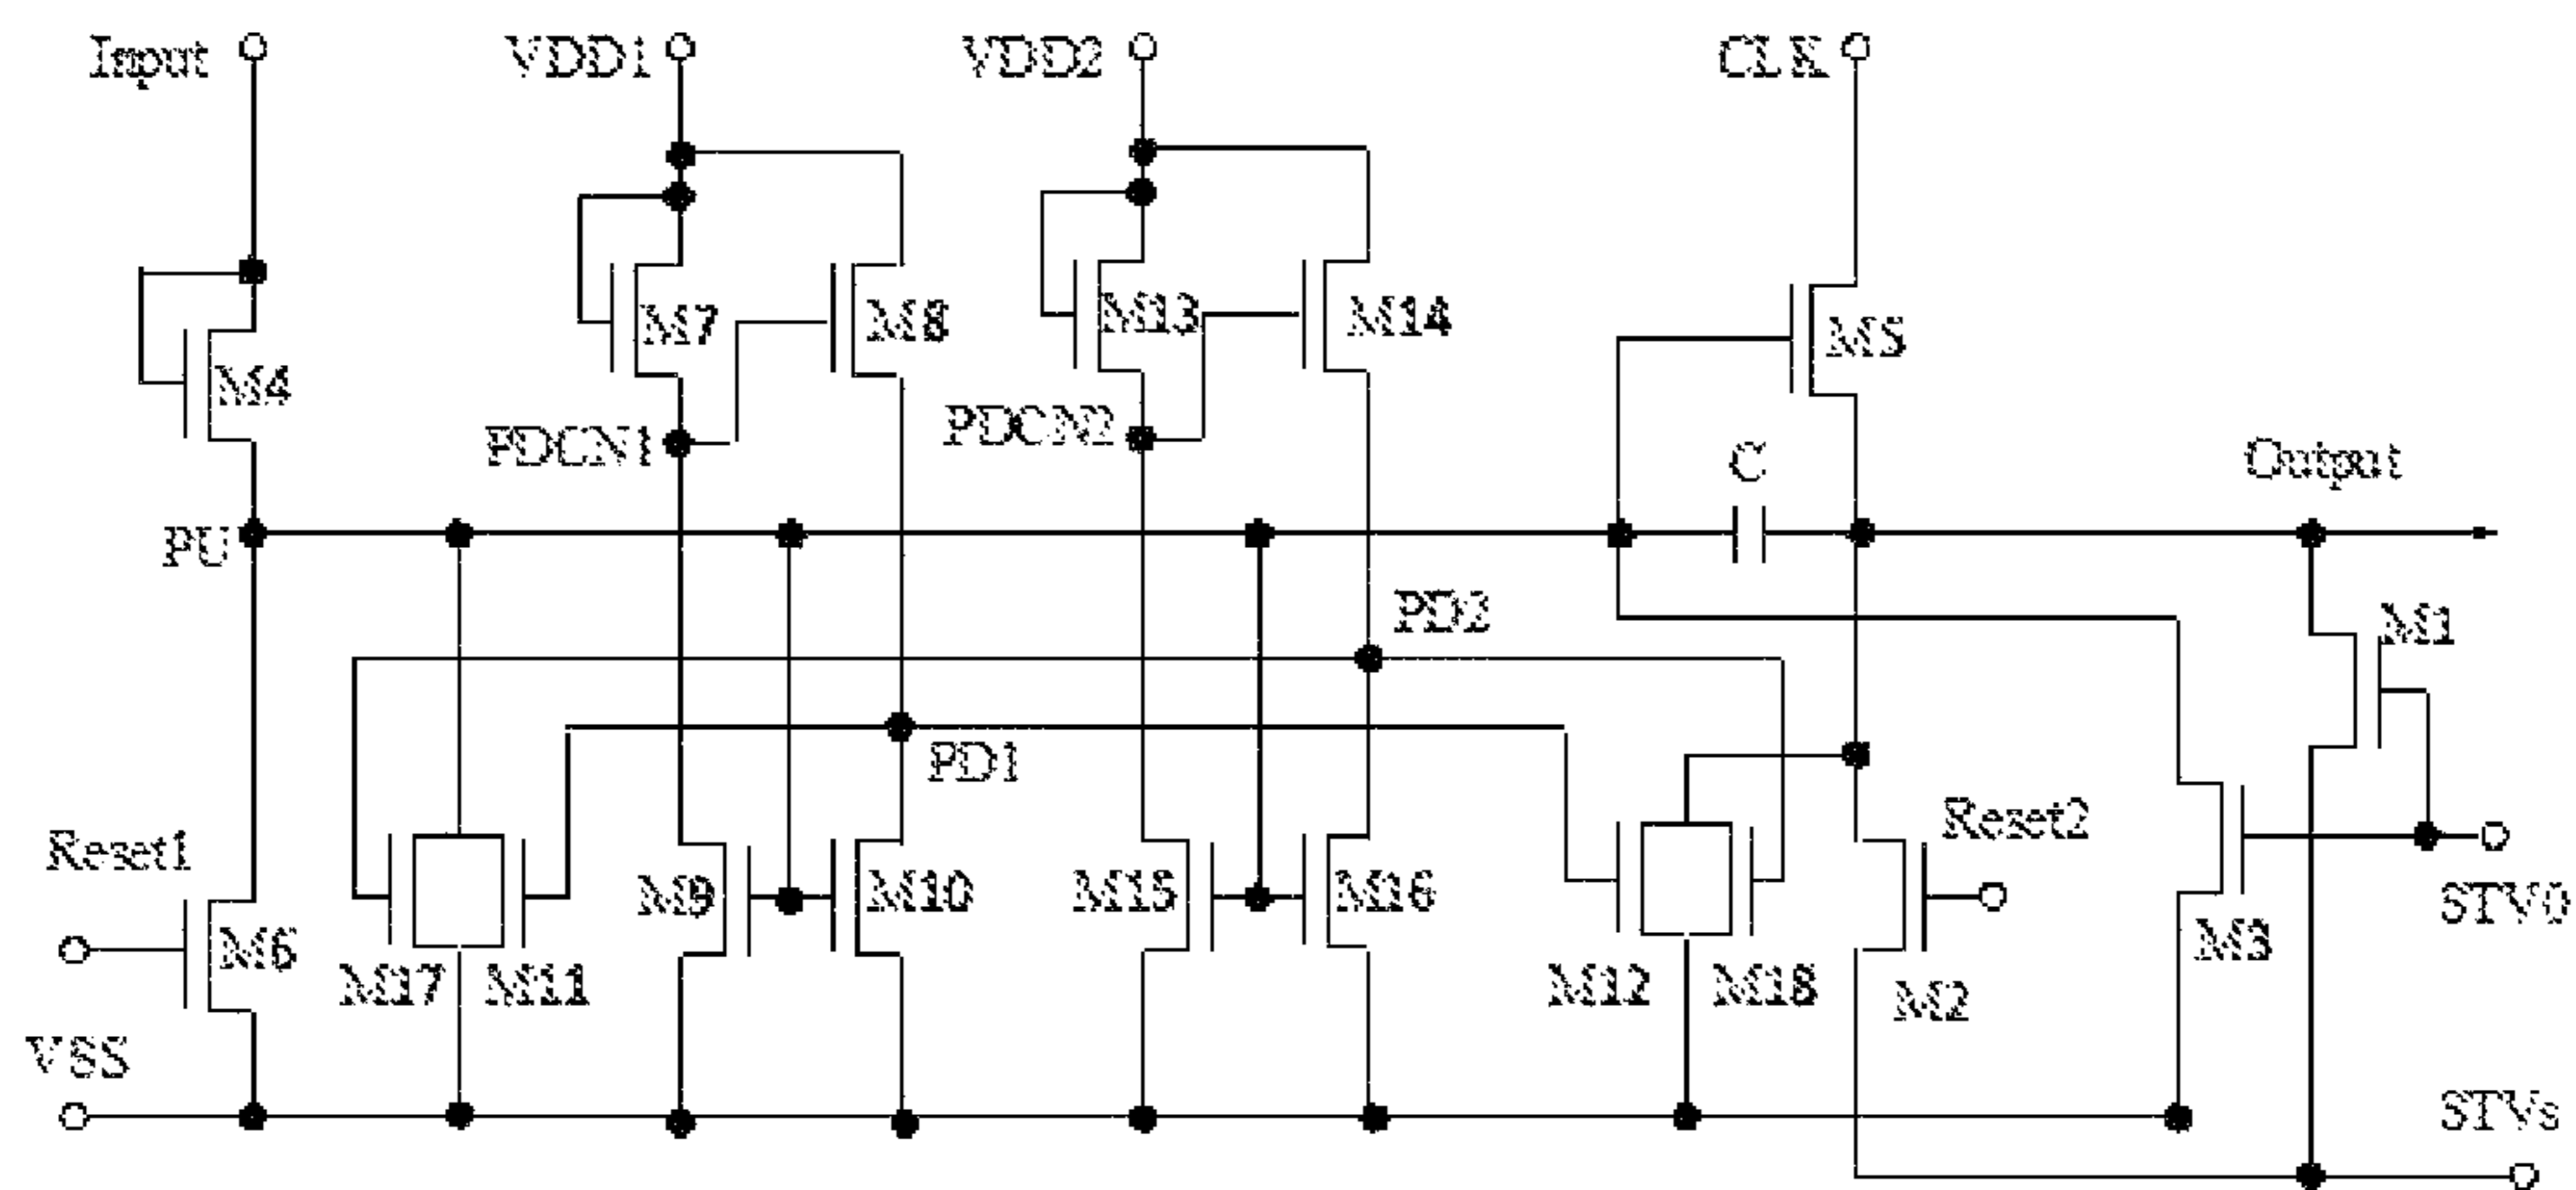 Input
VDD1
VDD2
CLK
M4
M7
M8
M13
M14
M5
PDCN1
PDCN2
C
Output
PU
PD2
M1
PD1
Reset1
M6
M17
M11
M9
M10
M15
M16
M12
M18
Reset2
M2
M3
STV0
VSS
STVs